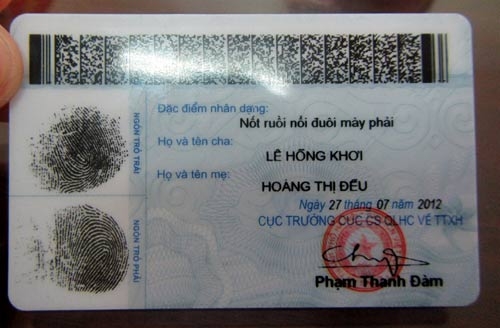 Đặc điểm nhân dạng:
Nốt ruồi nổi đuôi mày phải
Họ và tên cha:
LÊ HỒNG KHƠI
Họ và tên mẹ:
HOÀNG THỊ ĐẾU
Ngày 27 tháng 07 năm 2012
CỤC TRƯỞNG CỤC CS QLHC VỀ TTXH
Phạm Thanh Đàm
NGÓN TRỎ TRÁI
NGÓN TRỎ PHẢI